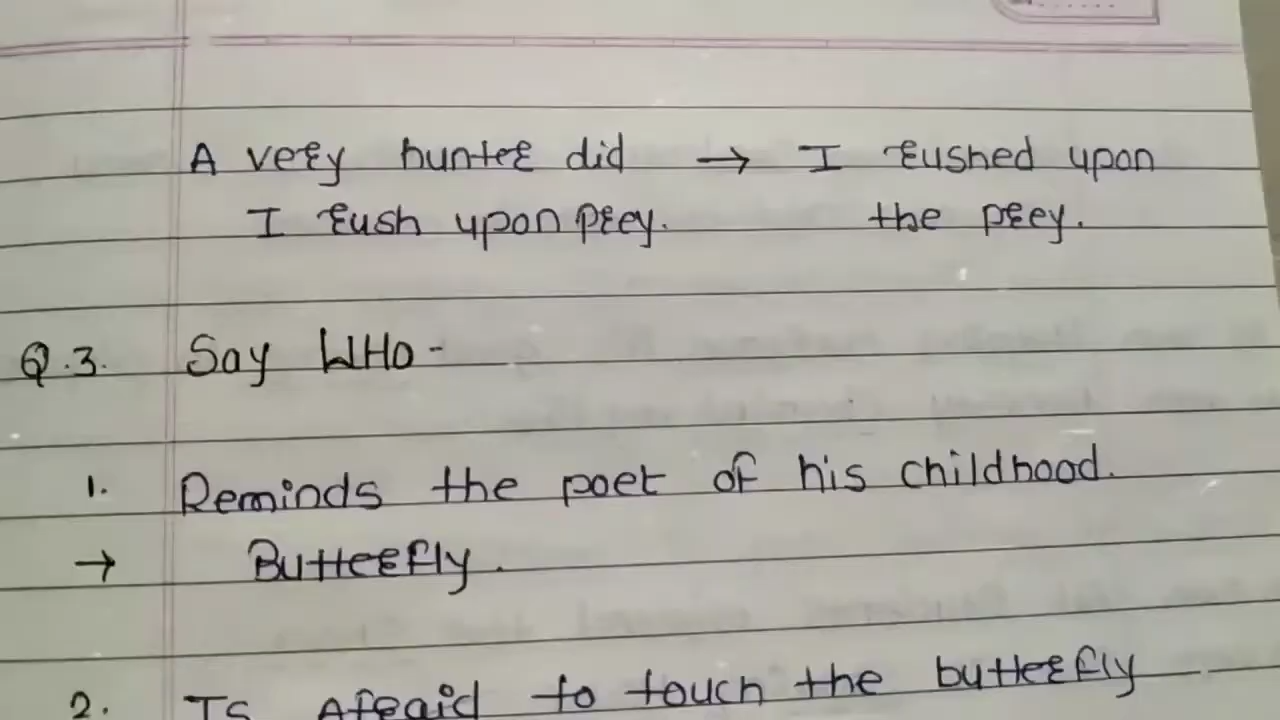 A very hunter did → I rushed upon
I rush upon prey. the prey.
Q.3. Say WHO -
1. Reminds the poet of his childhood.
→ Butterfly.
2. Is Afraid to touch the butterfly